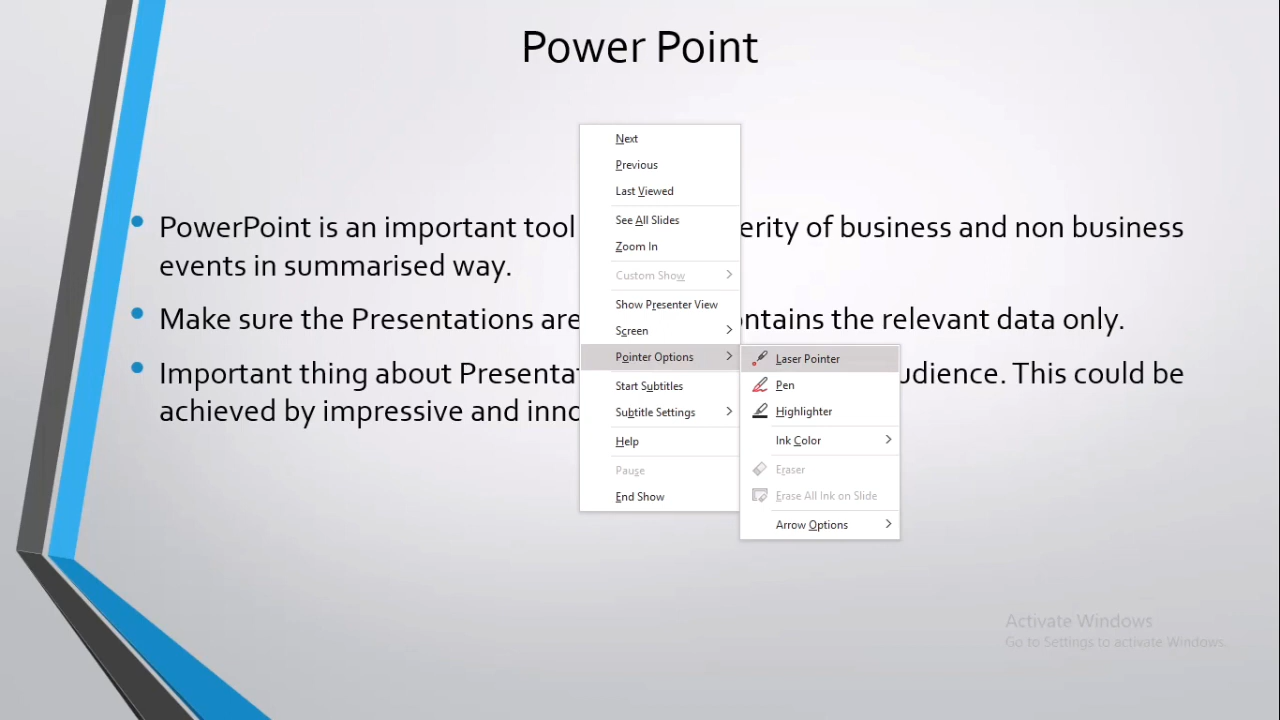 Power Point
PowerPoint is an important tool erity of business and non business
events in summarised way.
Make sure the Presentations are ntains the relevant data only.
Important thing about Presentat udience. This could be
achieved by impressive and inno
Next
Previous
Last Viewed
See All Slides
Zoom In
Custom Show
Show Presenter View
Screen
Pointer Options
Start Subtitles
Subtitle Settings
Help
Pause
End Show
Laser Pointer
Pen
Highlighter
Ink Color
Eraser
Erase All Ink on Slide
Arrow Options
Activate Windows
Go to Settings to activate Windows.